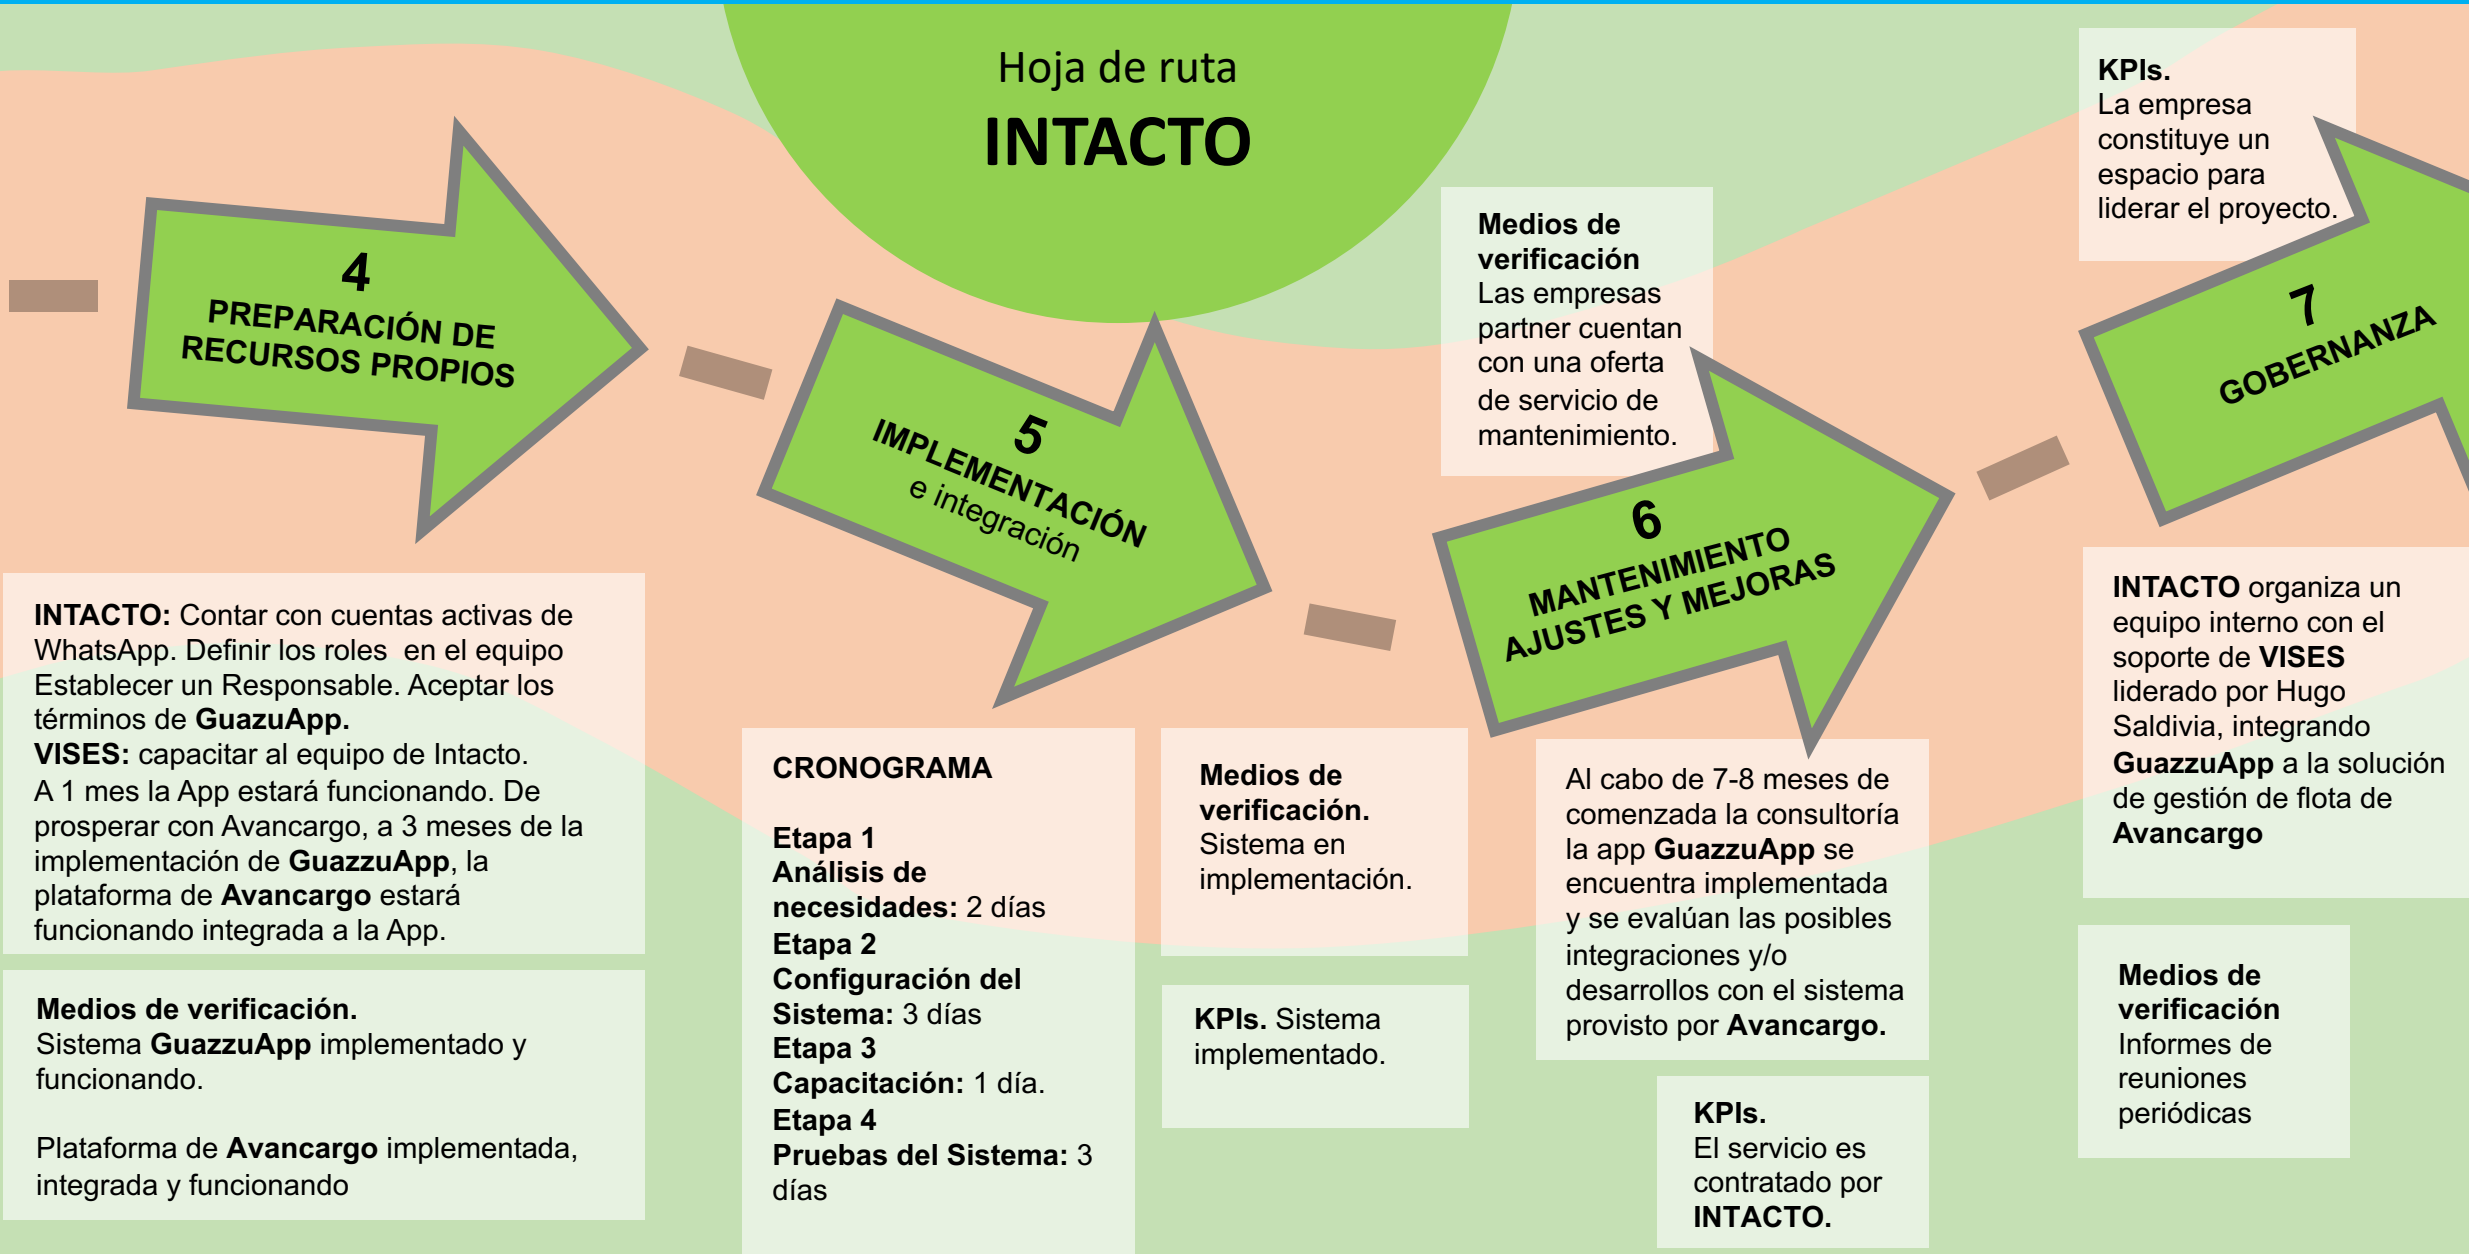 Hoja de ruta
INTACTO
4
PREPARACIÓN DE
RECURSOS PROPIOS
INTACTO: Contar con cuentas activas de
WhatsApp. Definir los roles en el equipo
Establecer un Responsable. Aceptar los
términos de GuazuApp.
VISES: capacitar al equipo de Intacto.
A 1 mes la App estará funcionando. De
prosperar con Avancargo, a 3 meses de la
implementación de GuazzuApp, la
plataforma de Avancargo estará
funcionando integrada a la App.
Medios de verificación.
Sistema GuazzuApp implementado y
funcionando.
Plataforma de Avancargo implementada,
integrada y funcionando
5
IMPLEMENTACIÓN
e integración
CRONOGRAMA
Etapa 1
Análisis de
necesidades: 2 días
Etapa 2
Configuración del
Sistema: 3 días
Etapa 3
Capacitación: 1 día.
Etapa 4
Pruebas del Sistema: 3
días
Medios de
verificación.
Sistema en
implementación.
KPIs. Sistema
implementado.
Medios de
verificación
Las empresas
partner cuentan
con una oferta
de servicio de
mantenimiento.
6
MANTENIMIENTO
AJUSTES Y MEJORAS
Al cabo de 7-8 meses de
comenzada la consultoría
la app GuazzuApp se
encuentra implementada
y se evalúan las posibles
integraciones y/o
desarrollos con el sistema
provisto por Avancargo.
KPIs.
El servicio es
contratado por
INTACTO.
KPIs.
La empresa
constituye un
espacio para
liderar el proyecto.
7
GOBERNANZA
INTACTO organiza un
equipo interno con el
soporte de VISES
liderado por Hugo
Saldivia, integrando
GuazzuApp a la solución
de gestión de flota de
Avancargo
Medios de
verificación
Informes de
reuniones
periódicas